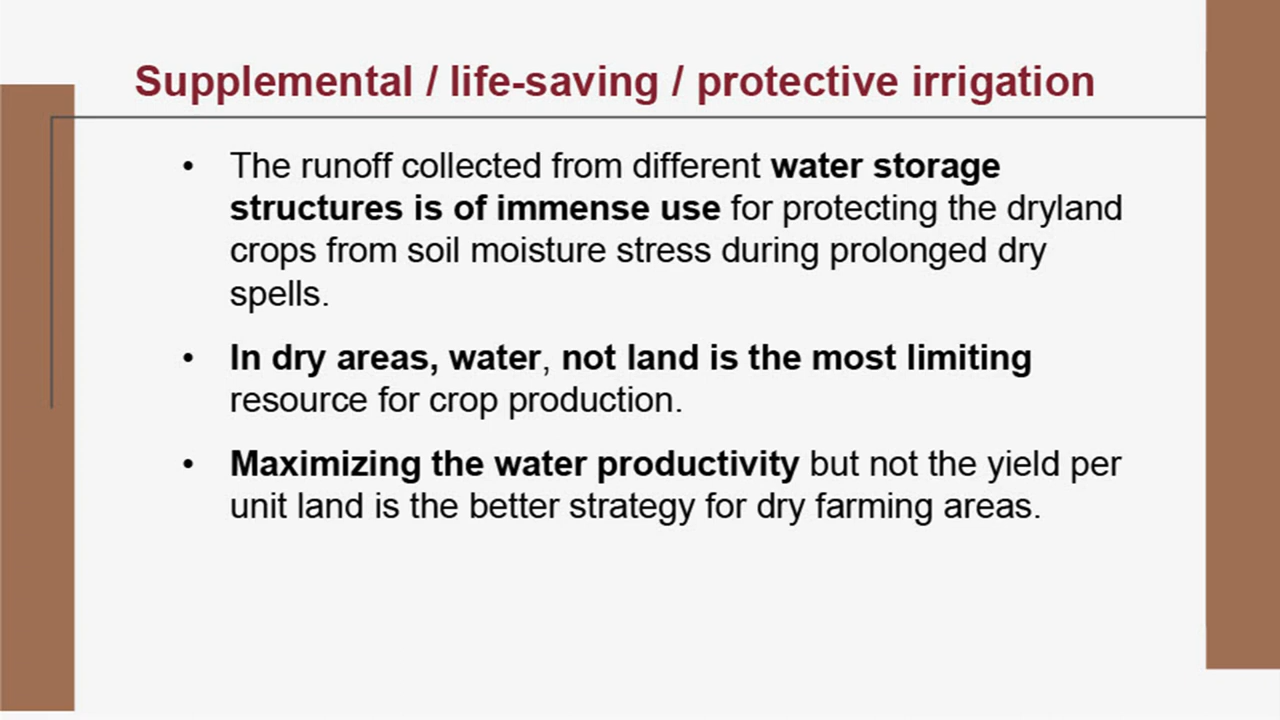 Supplemental / life-saving / protective irrigation
• The runoff collected from different water storage
structures is of immense use for protecting the dryland
crops from soil moisture stress during prolonged dry
spells.
• In dry areas, water, not land is the most limiting
resource for crop production.
• Maximizing the water productivity but not the yield per
unit land is the better strategy for dry farming areas.